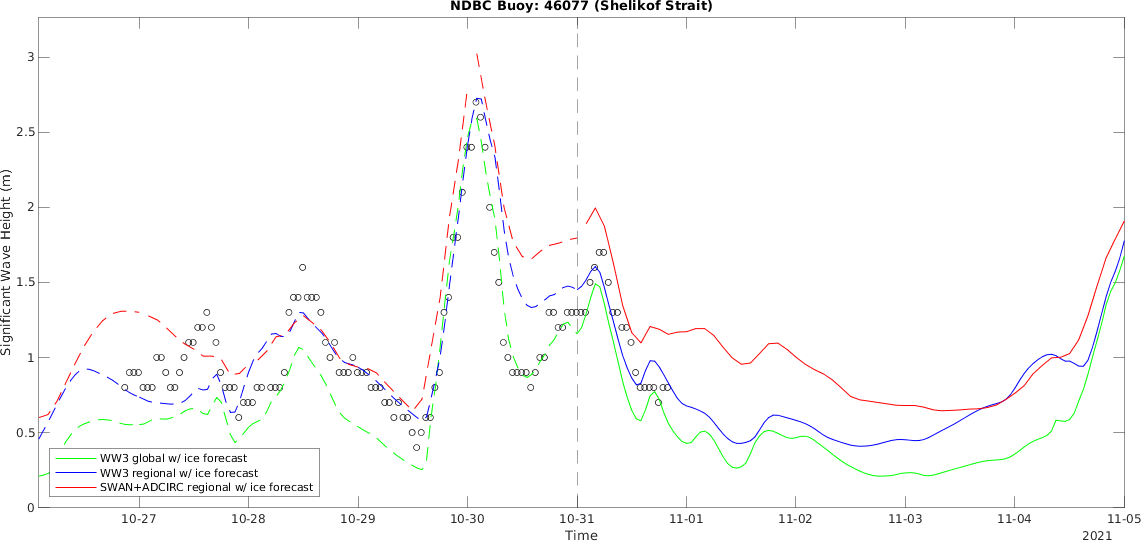 NDBC Buoy: 46077 (Shelikof Strait)
Significant Wave Height (m)
3
2.5
2
1.5
1
0.5
0
WW3 global w/ ice forecast
WW3 regional w/ ice forecast
SWAN+ADCIRC regional w/ ice forecast
10-27 10-28 10-29 10-30 10-31 11-01 11-02 11-03 11-04 11-05
Time 2021